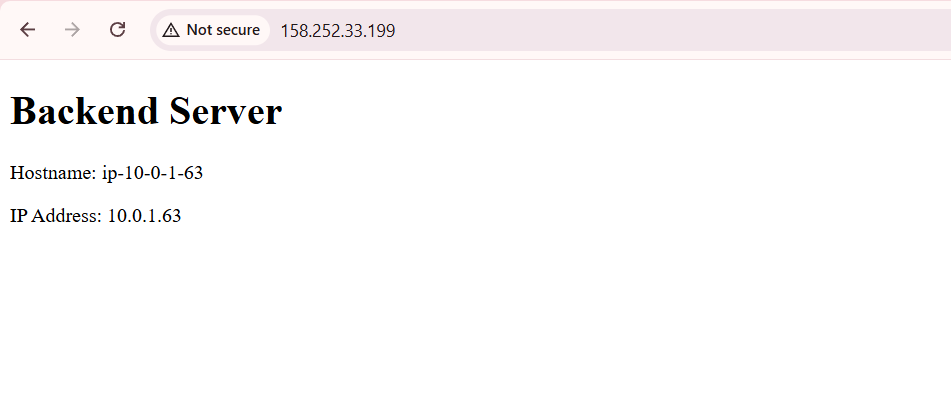 Not secure 158.252.33.199
Backend Server
Hostname: ip-10-0-1-63
IP Address: 10.0.1.63